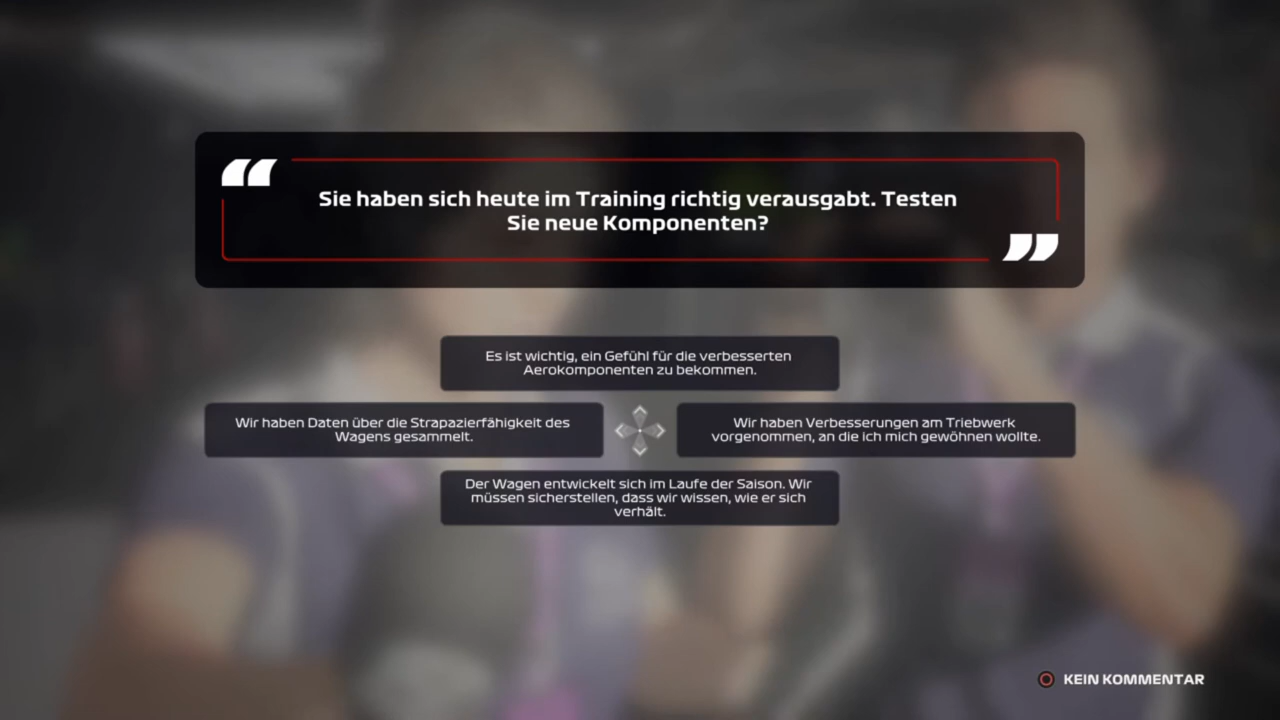 Sie haben sich heute im Training richtig verausgabt. Testen
Sie neue Komponenten?
Es ist wichtig, ein Gefühl für die verbesserten
Aerokomponenten zu bekommen.
Wir haben Daten über die Strapazierfähigkeit des
Wagens gesammelt.
Wir haben Verbesserungen am Triebwerk
vorgenommen, an die ich mich gewöhnen wollte.
Der Wagen entwickelt sich im Laufe der Saison. Wir
müssen sicherstellen, dass wir wissen, wie er sich
verhält.
KEIN KOMMENTAR